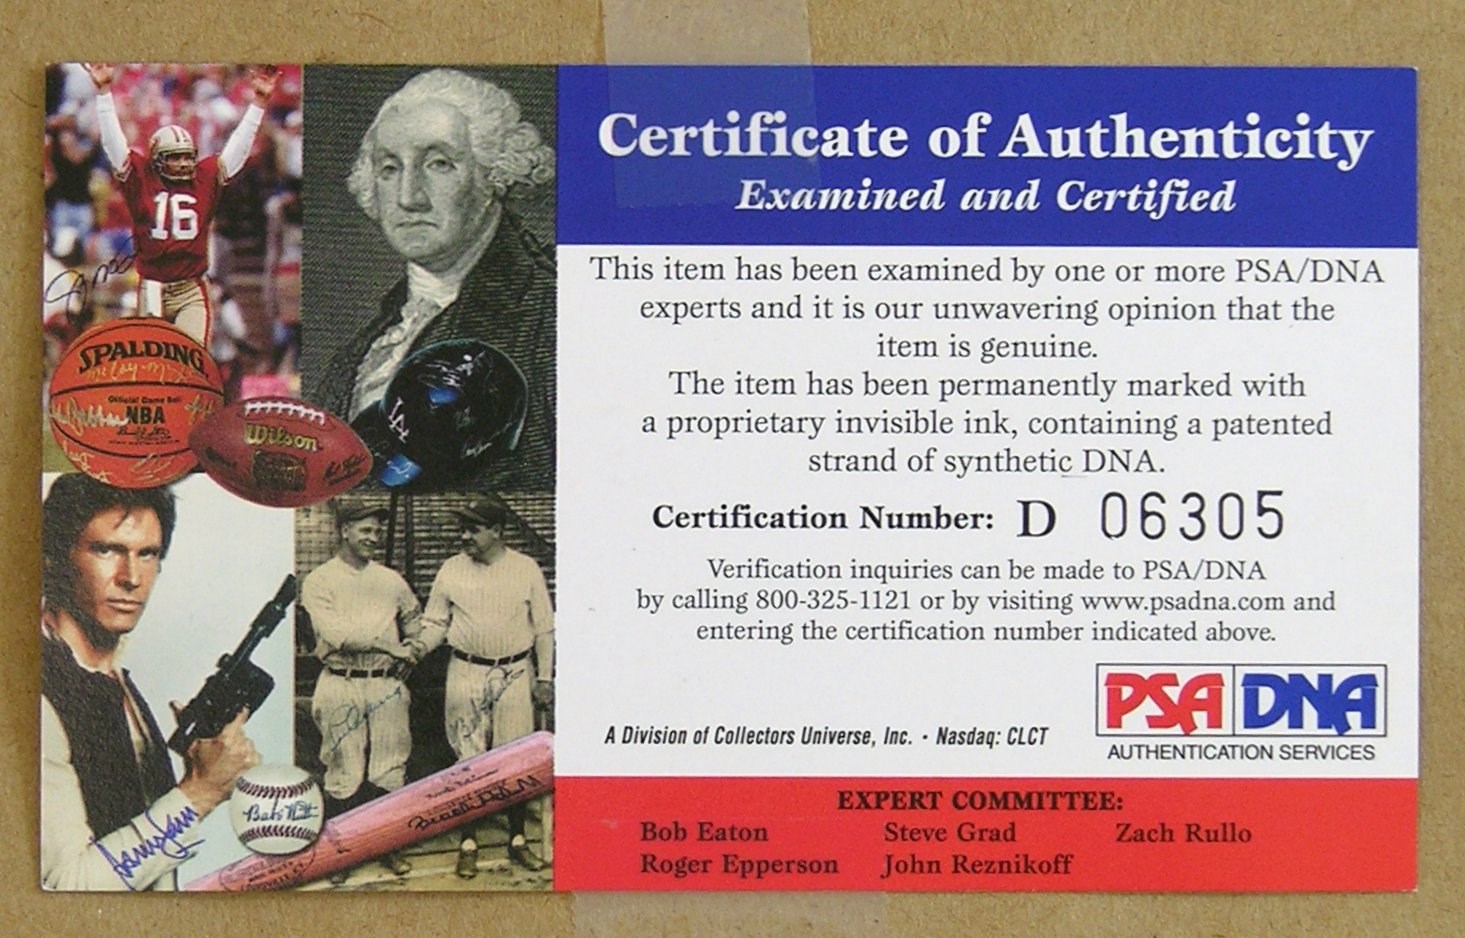 Certificate of Authenticity
Examined and Certified
This item has been examined by one or more PSA/DNA
experts and it is our unwavering opinion that the
item is genuine.
The item has been permanently marked with
a proprietary invisible ink, containing a patented
strand of synthetic DNA.
Certification Number: D 06305
Verification inquiries can be made to PSA/DNA
by calling 800-325-1121 or by visiting www.psadna.com and
entering the certification number indicated above.
PSA DNA
AUTHENTICATION SERVICES
A Division of Collectors Universe, Inc. • Nasdaq: CLCT
EXPERT COMMITTEE:
Bob Eaton Steve Grad Zach Rullo
Roger Epperson John Reznikoff
16
SPALDING
Official Game Ball
NBA
Wilson
LA